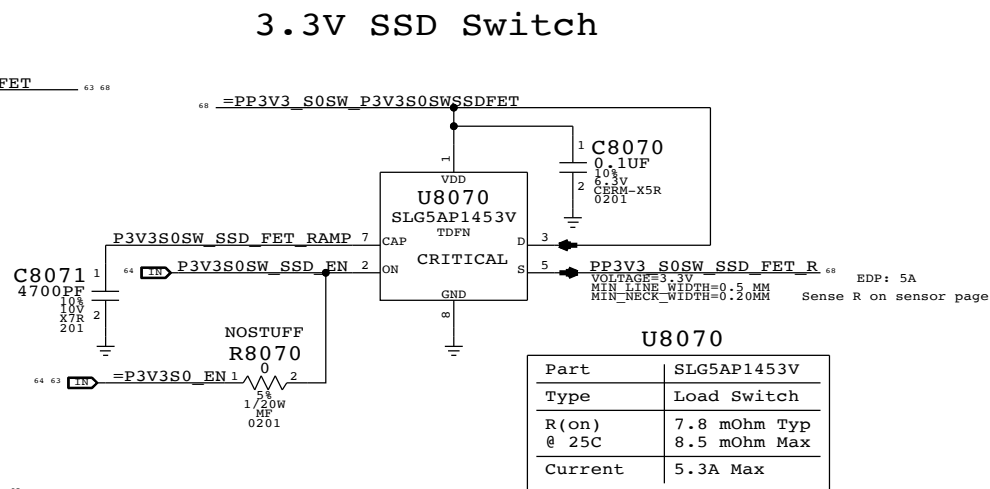 3.3V SSD Switch
FET 63 68
68 =PP3V3_S0SW_P3V3S0SWSSDFET
1
VDD
U8070
SLG5AP1453V
TDFN
CRITICAL
CAP
ON
D
S
GND
8
1 C8070
0.1UF
10%
6.3V
2 CERM-X5R
0201
P3V3S0SW_SSD_FET_RAMP 7
64 IN P3V3S0SW_SSD_EN 2
3
5 PP3V3_S0SW_SSD_FET_R 68
VOLTAGE=3.3V
MIN_LINE_WIDTH=0.5 MM
MIN_NECK_WIDTH=0.20MM
EDP: 5A
Sense R on sensor page
C8071 1
4700PF
10%
10V
X7R 2
201
NOSTUFF
R8070
0
64 63 IN =P3V3S0_EN 1 2
5%
1/20W
MF
0201
U8070
Part SLG5AP1453V
Type Load Switch
R(on) 7.8 mOhm Typ
@ 25C 8.5 mOhm Max
Current 5.3A Max